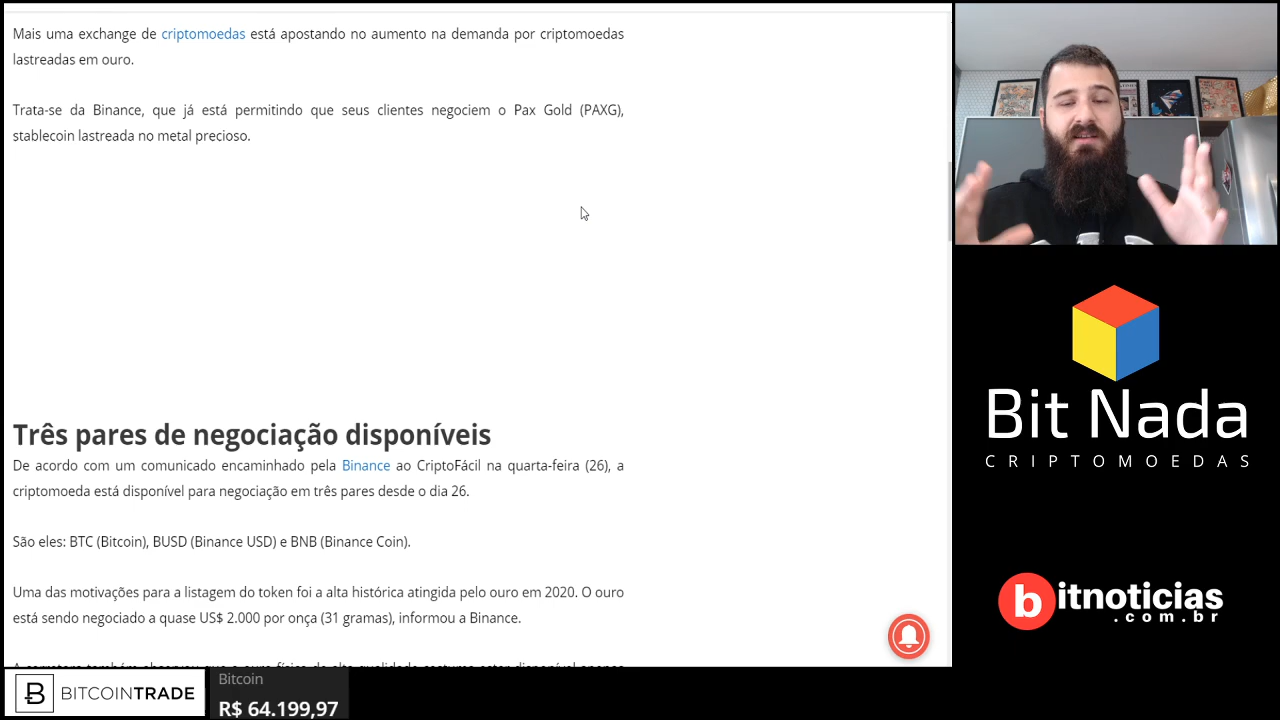 Mais uma exchange de criptomoedas está apostando no aumento na demanda por criptomoedas
lastreadas em ouro.
Trata-se da Binance, que já está permitindo que seus clientes negociem o Pax Gold (PAXG),
stablecoin lastreada no metal precioso.
Três pares de negociação disponíveis
De acordo com um comunicado encaminhado pela Binance ao CriptoFácil na quarta-feira (26), a
criptomoeda está disponível para negociação em três pares desde o dia 26.
São eles: BTC (Bitcoin), BUSD (Binance USD) e BNB (Binance Coin).
Uma das motivações para a listagem do token foi a alta histórica atingida pelo ouro em 2020. O ouro
está sendo negociado a quase US$ 2.000 por onça (31 gramas), informou a Binance.
Bit Nada
CRIPTOMOEDAS
bitnoticias
.com.br
BITCOINTRADE
Bitcoin
R$ 64.199,97